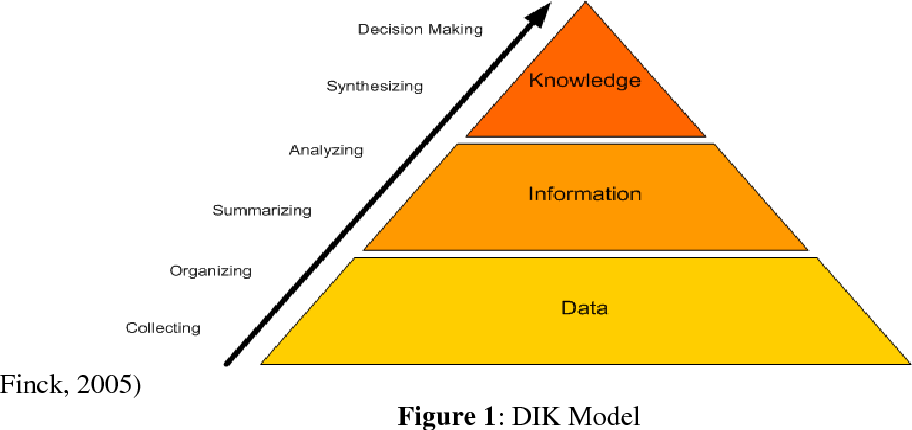 Decision Making
Knowledge
Synthesizing
Analyzing
Information
Summarizing
Organizing
Data
Collecting
Finck, 2005)
Figure 1: DIK Model